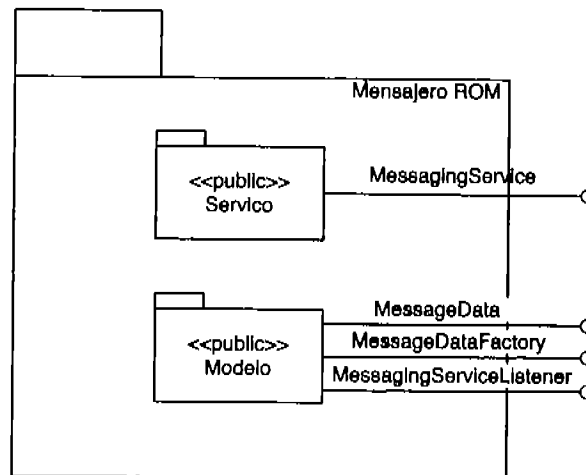 Mensajero ROM
<<public>>
Servico
MessagingService
<<public>>
Modelo
MessageData
MessageDataFactory
MessagingServiceListener